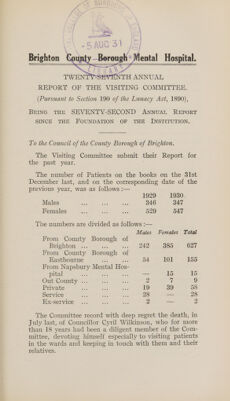 5 AUG 31
LIBRARY
Brighton County Borough Mental Hospital.
TWENTY-SEVENTH ANNUAL
REPORT OF THE VISITING COMMITTEE.
(Pursuant to Section 190 of the Lunacy Act, 1890),
BEING THE SEVENTY-SECOND ANNUAL REPORT
SINCE THE FOUNDATION OF THE INSTITUTION.
To the Council of the County Borough of Brighton.
The Visiting Committee submit their Report for
the past year.
The number of Patients on the books on the 31st
December last, and on the corresponding date of the
previous year, was as follows :—
1929 1930
Males ... ... ... 346 347
Females ... ... ... 529 547
The numbers are divided as follows :—
Males Females Total
From County Borough of
Brighton ... ... ... 242 385 627
From County Borough of
Eastbourne ... ... 54 101 155
From Napsbury Mental Hos-
pital ... ... ... — 15 15
Out County ... ... ... 2 7 9
Private ... ... ... 19 39 58
Service ... ... ... 28 — 28
Ex-service ... ... ... 2 — 2
The Committee record with deep regret the death, in
July last, of Councillor Cyril Wilkinson, who for more
than 18 years had been a diligent member of the Com-
mittee, devoting himself especially to visiting patients
in the wards and keeping in touch with them and their
relatives.